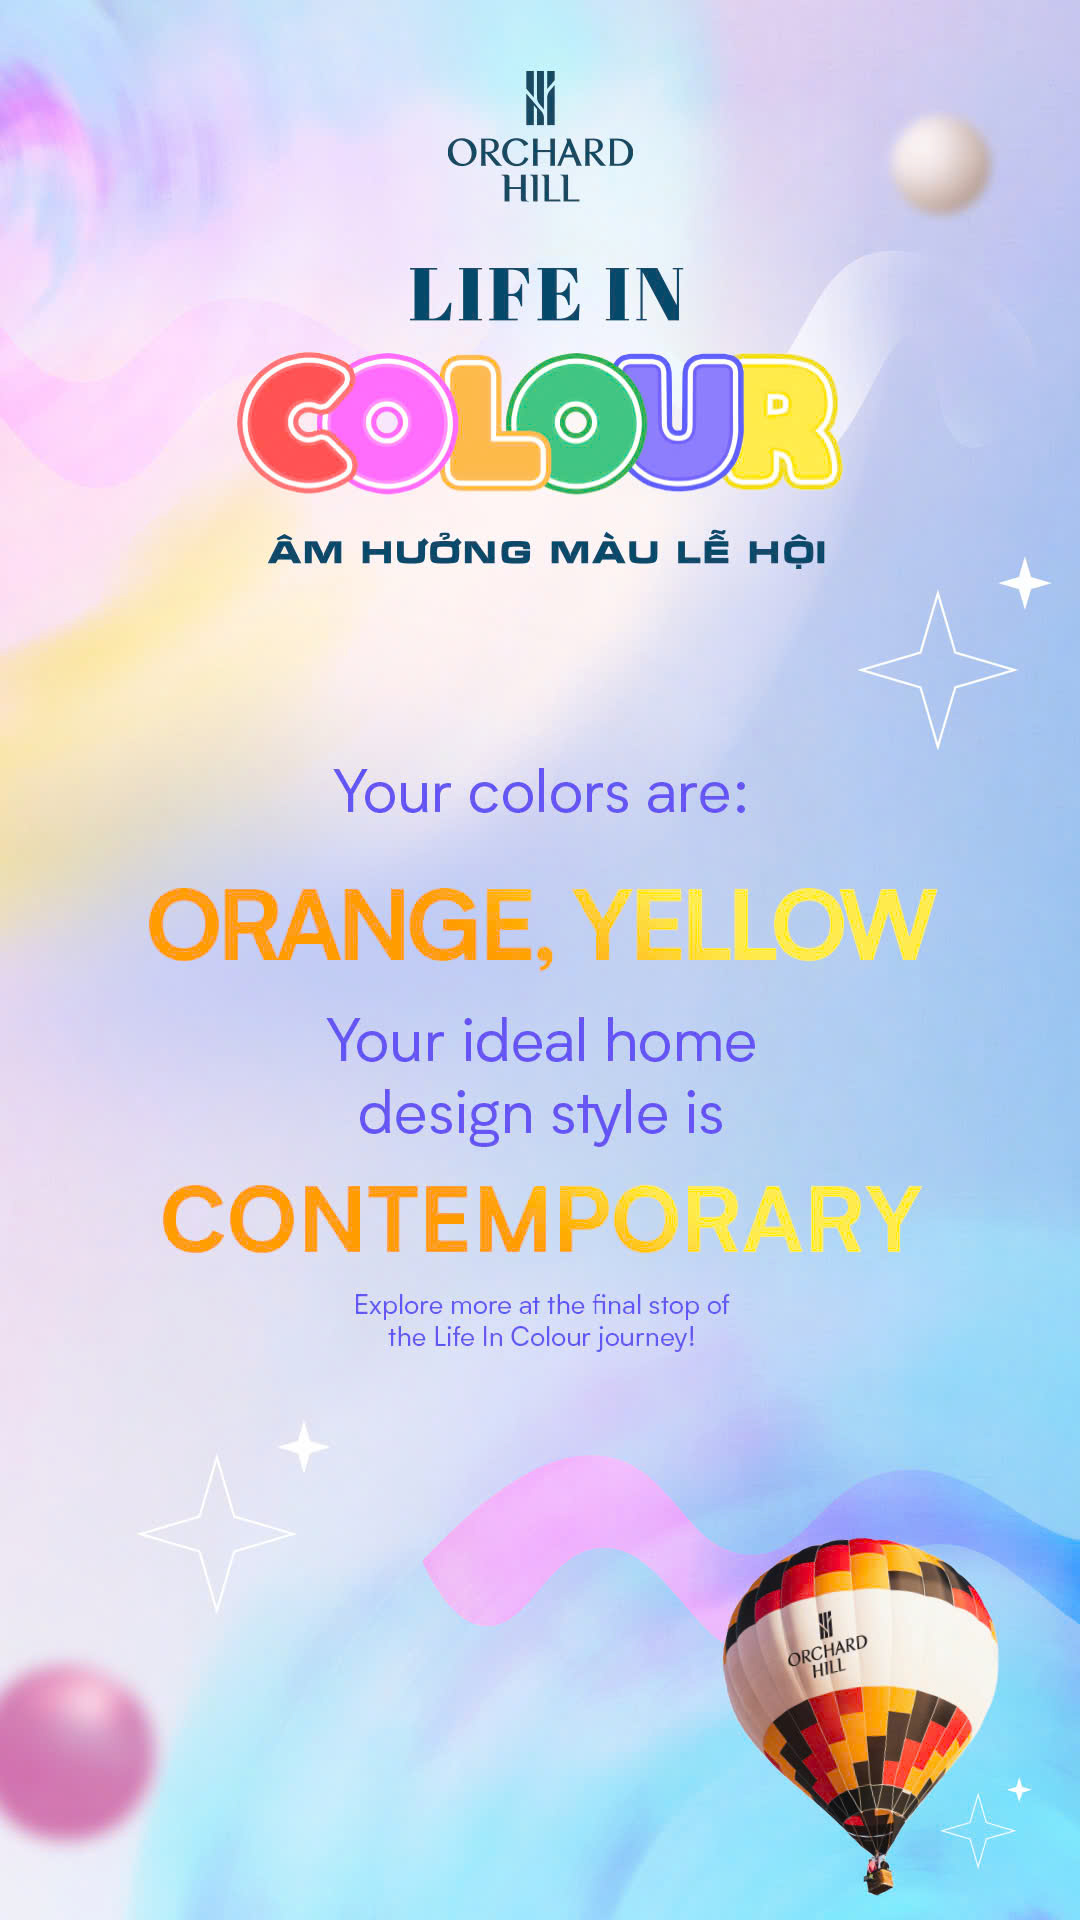 ORCHARD
HILL
LIFE IN
COLOUR
ÂM HƯỞNG MÀU LỄ HỘI
Your colors are:
ORANGE, YELLOW
Your ideal home
design style is
CONTEMPORARY
Explore more at the final stop of
the Life In Colour journey!
ORCHARD
HILL